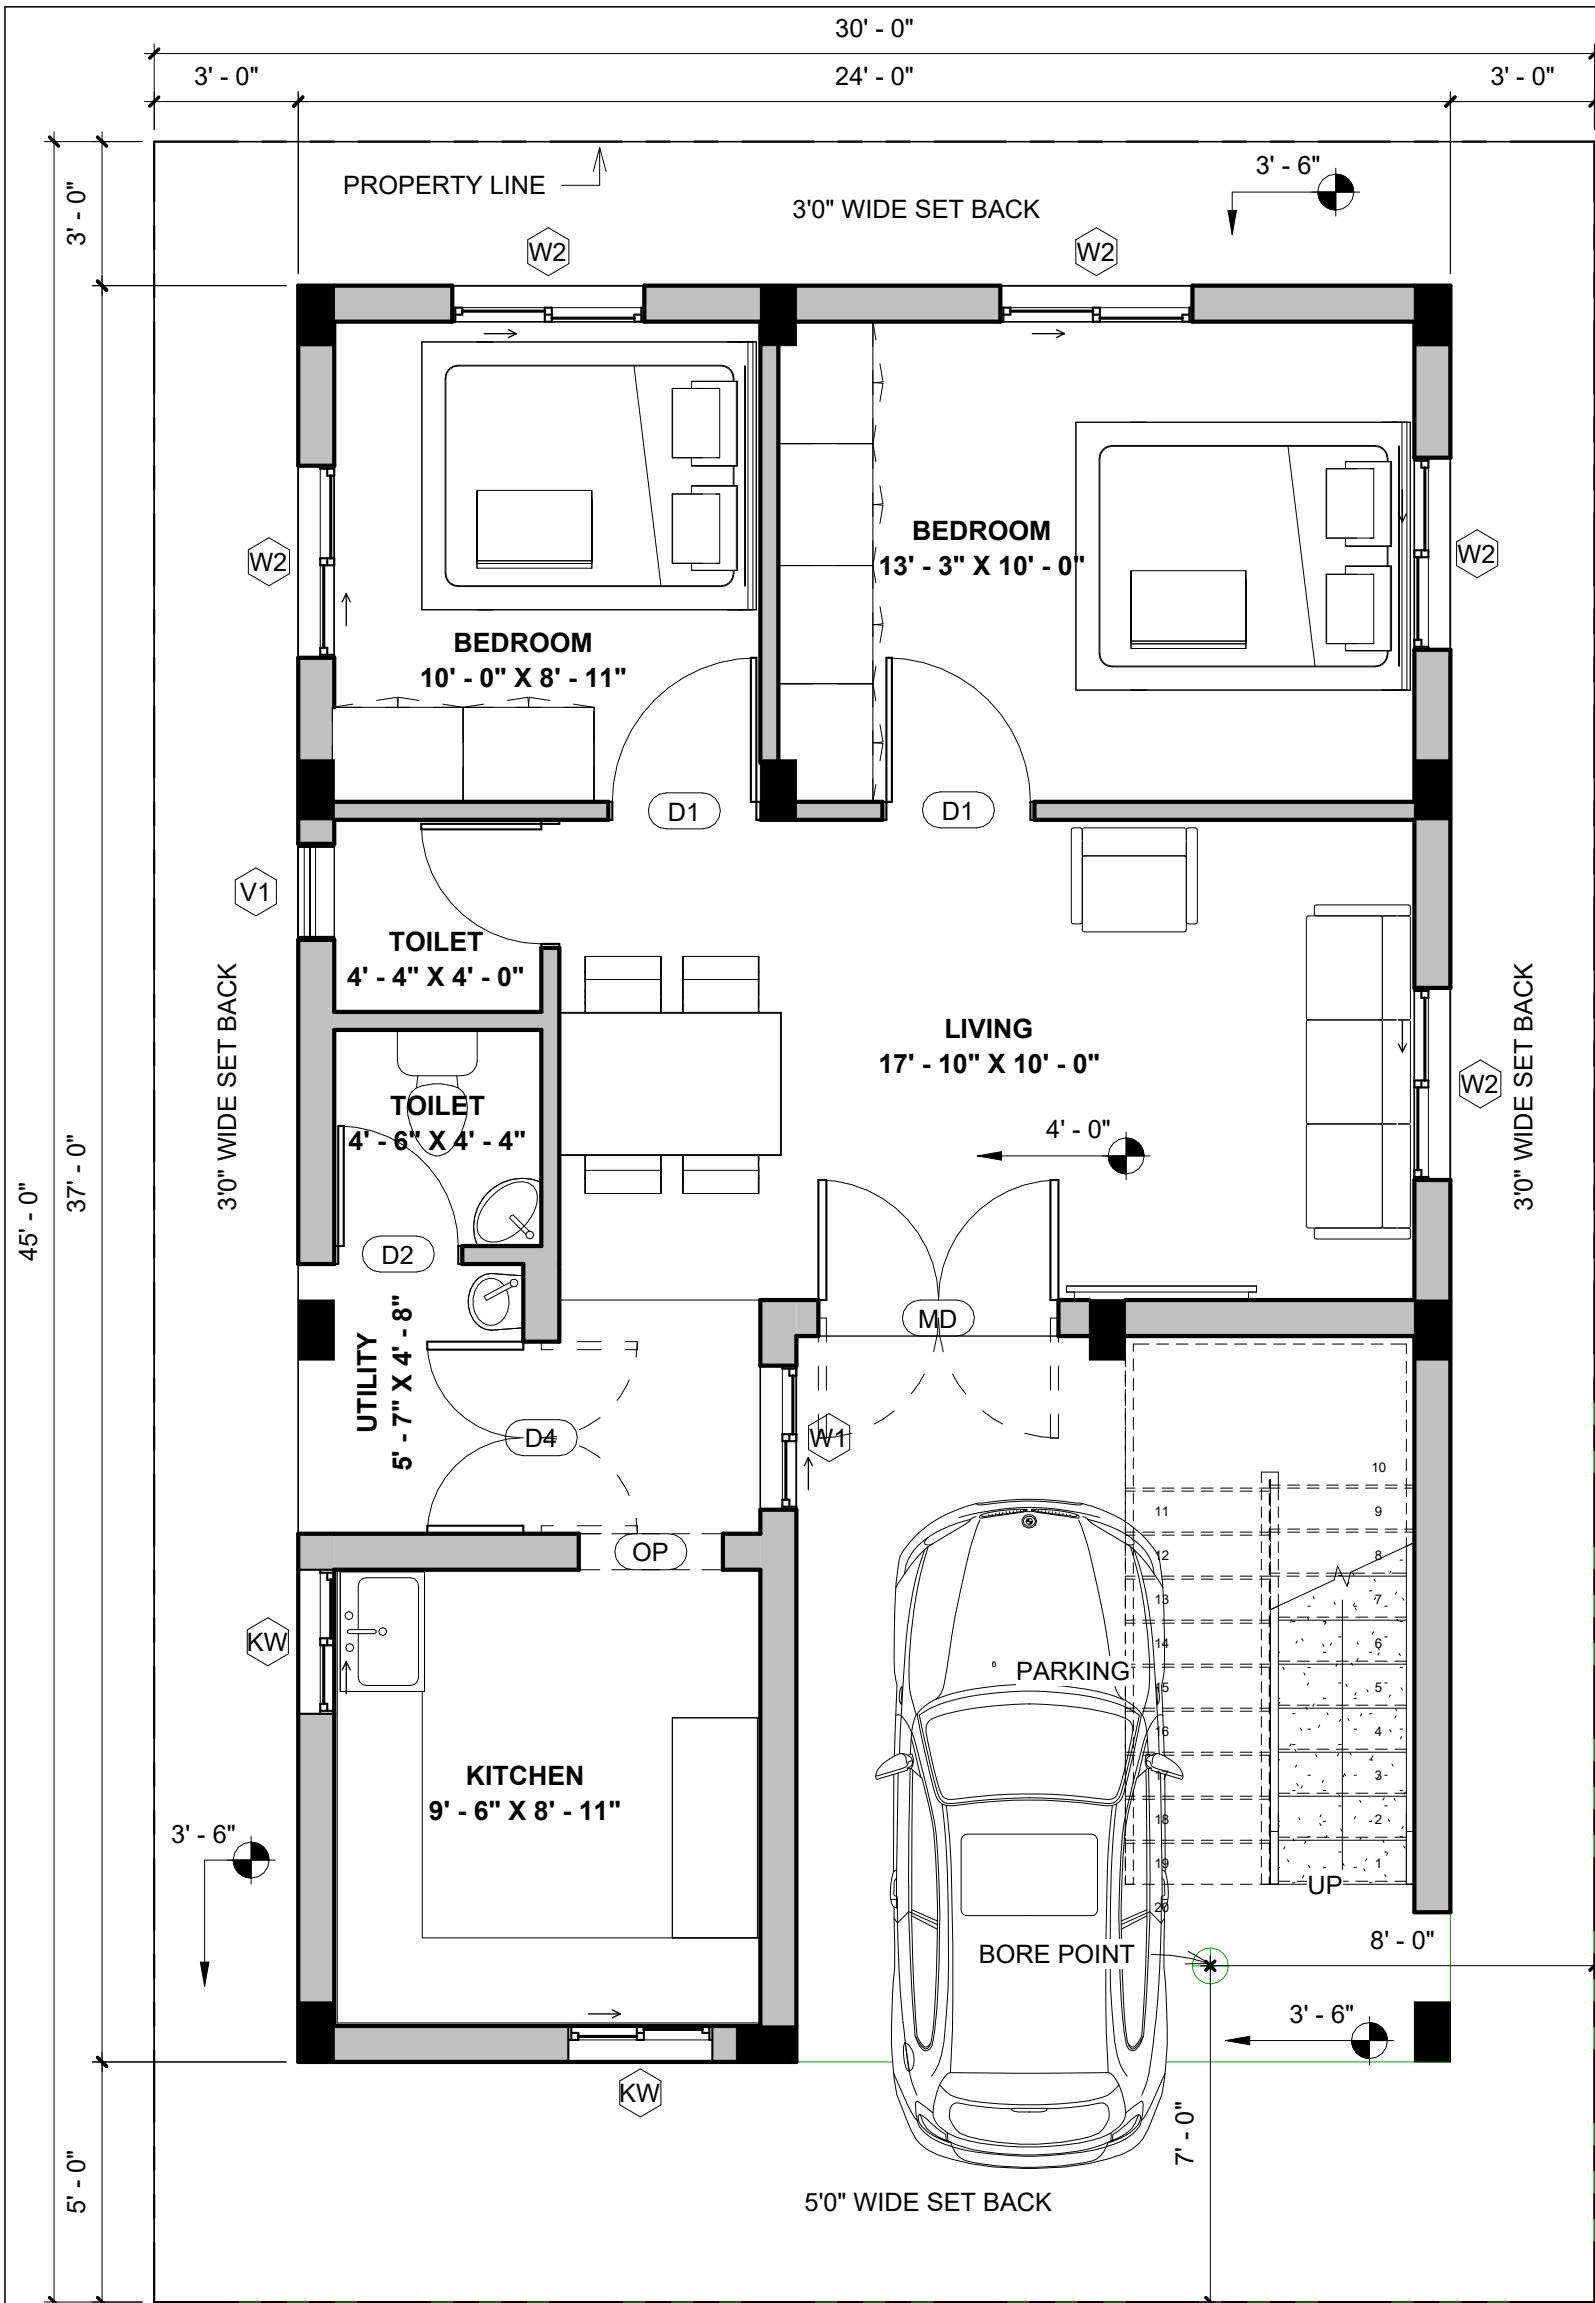 30' - 0"
3' - 0"
24' - 0"
3' - 0"
PROPERTY LINE
3' - 6"
3' - 0"
3'0" WIDE SET BACK
W2
W2
BEDROOM
13' - 3" X 10' - 0"
W2
W2
BEDROOM
10' - 0" X 8' - 11"
D1
D1
V1
TOILET
4' - 4" X 4' - 0"
3'0" WIDE SET BACK
LIVING
17' - 10" X 10' - 0"
3'0" WIDE SET BACK
W2
TOILET
4' - 6" X 4' - 4"
4' - 0"
37' - 0"
45' - 0"
D2
MD
UTILITY
5' - 7" X 4' - 8"
D4
W1
10
11
9
OP
12
8
13
7
KW
14
6
PARKING
15
5
16
4
KITCHEN
9' - 6" X 8' - 11"
17
3
18
2
3' - 6"
19
1
UP
20
8' - 0"
BORE POINT
3' - 6"
KW
7' - 0"
5' - 0"
5'0" WIDE SET BACK